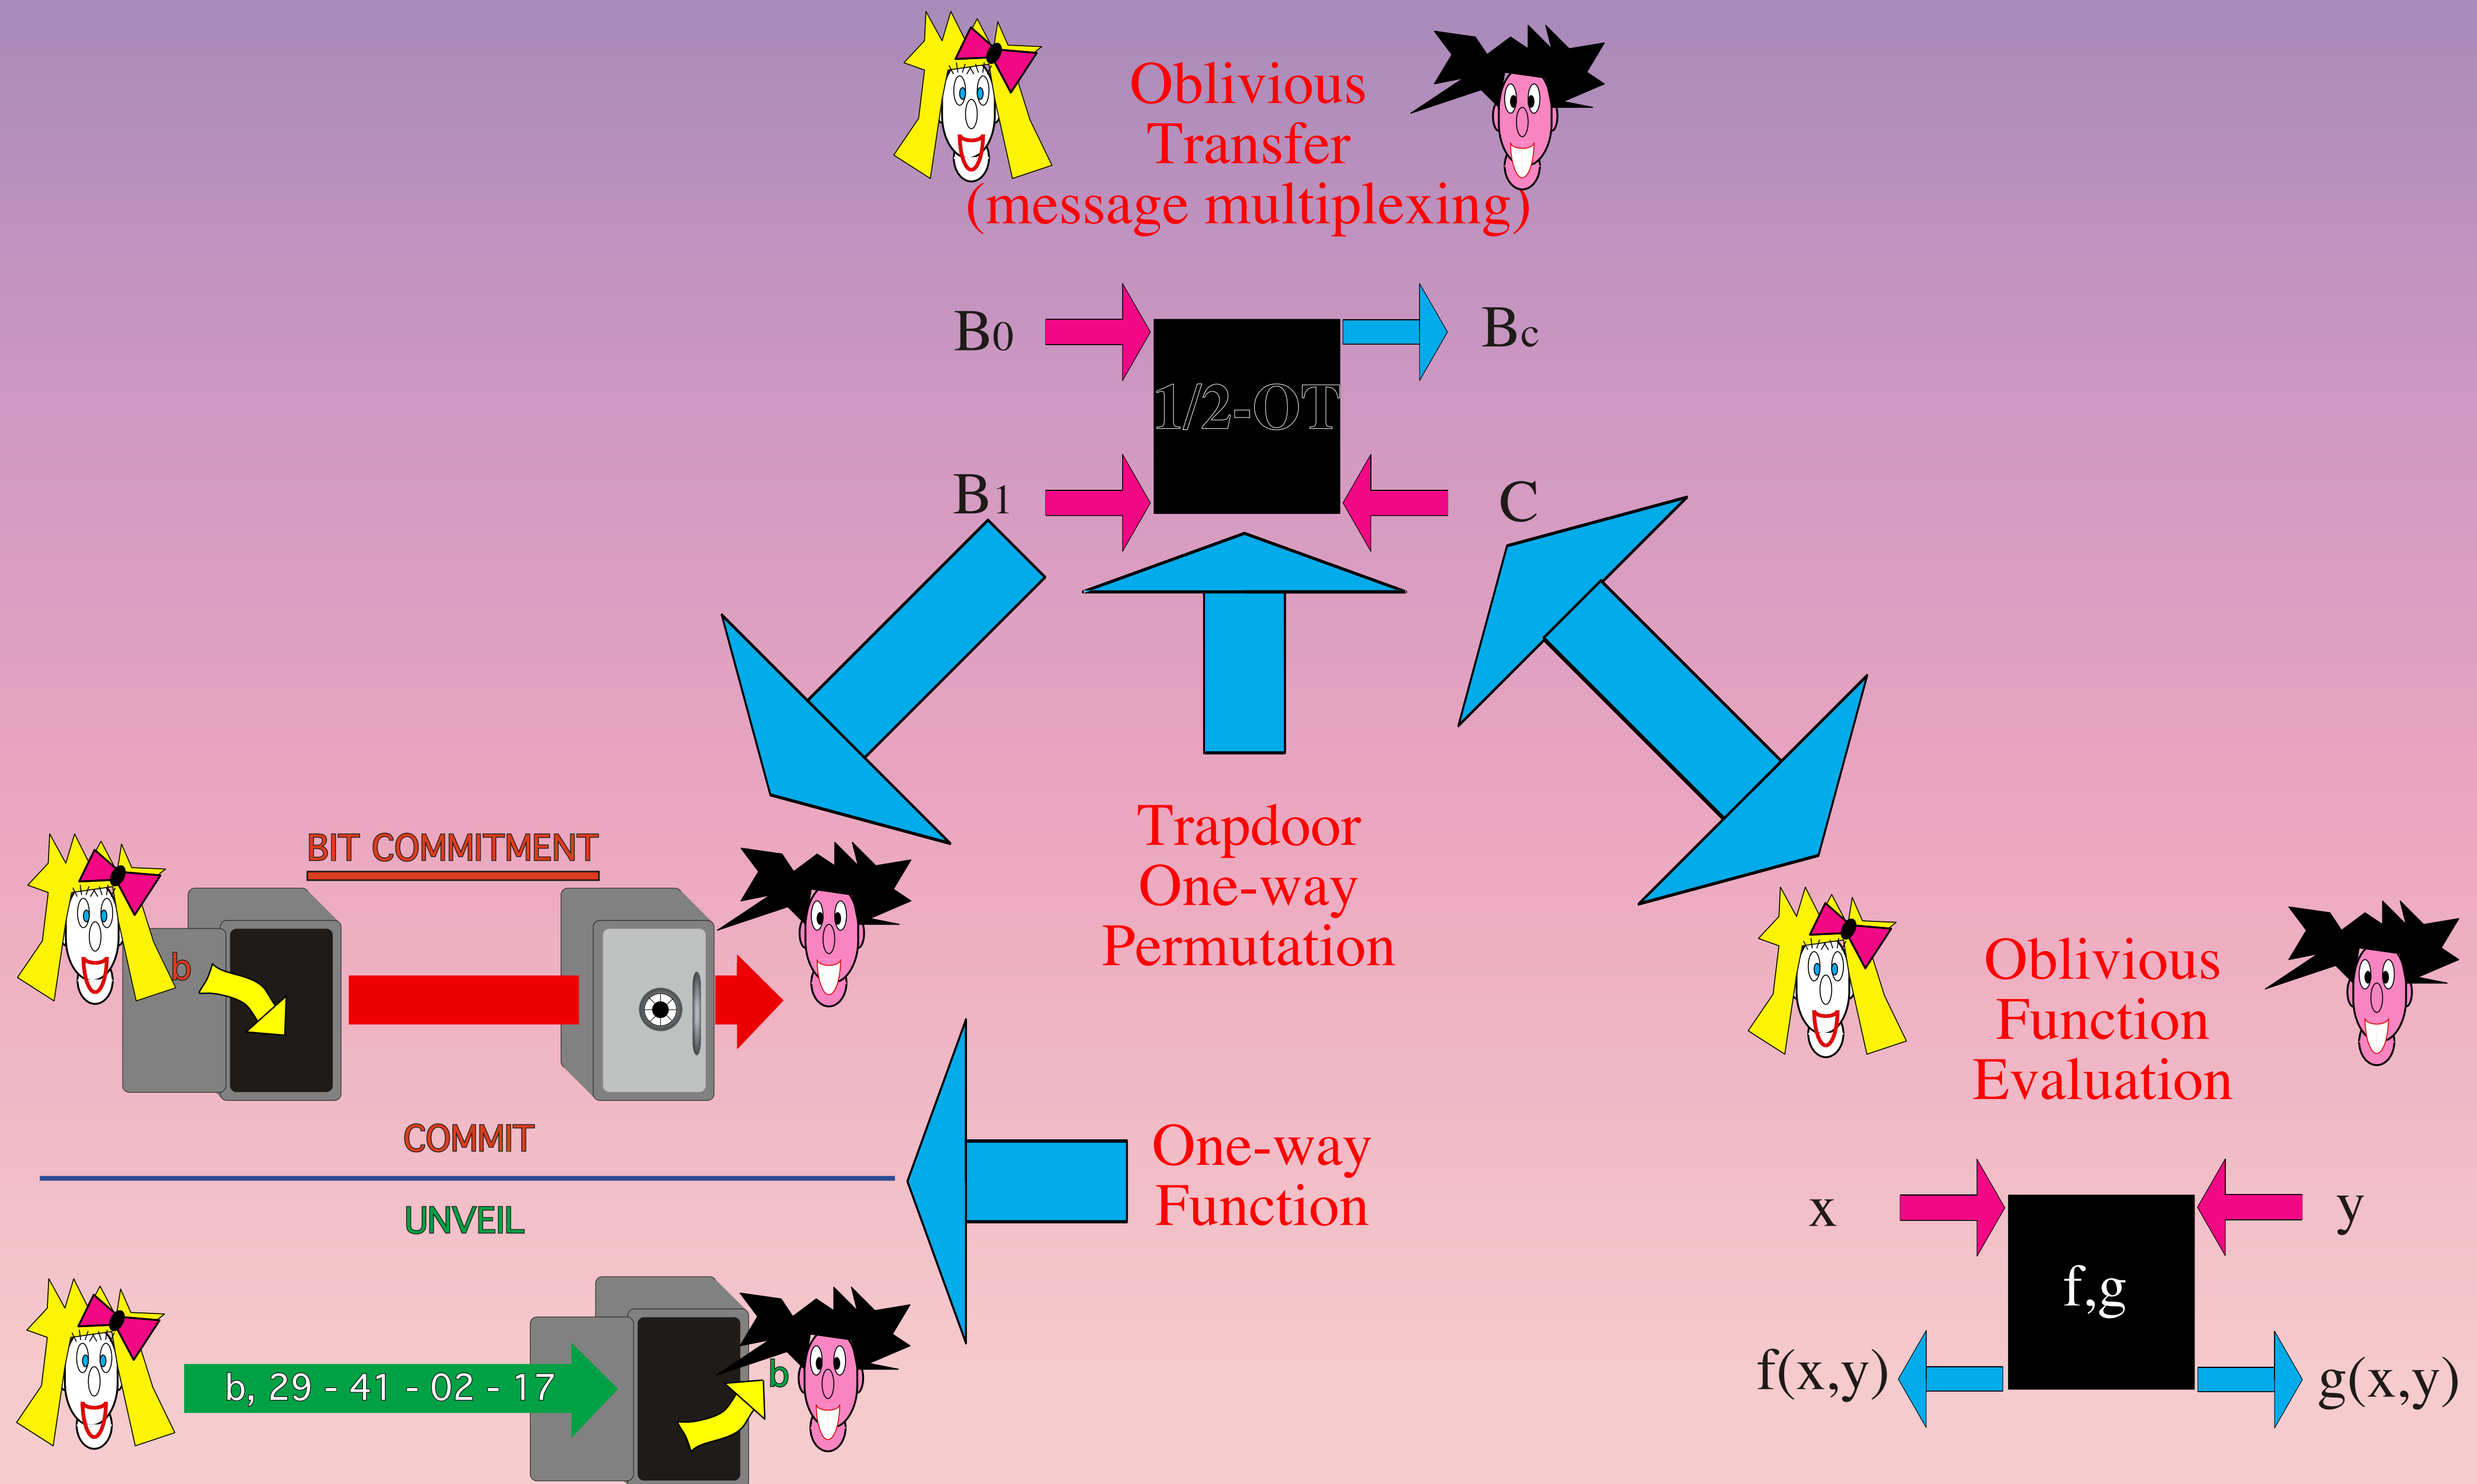 Oblivious
Transfer
(message multiplexing)
B0
Bc
1/2-OT
B1
C
Trapdoor
One-way
Permutation
BIT COMMITMENT
b
COMMIT
UNVEIL
b, 29 - 41 - 02 - 17
b
One-way
Function
Oblivious
Function
Evaluation
x
y
f,g
f(x,y)
g(x,y)